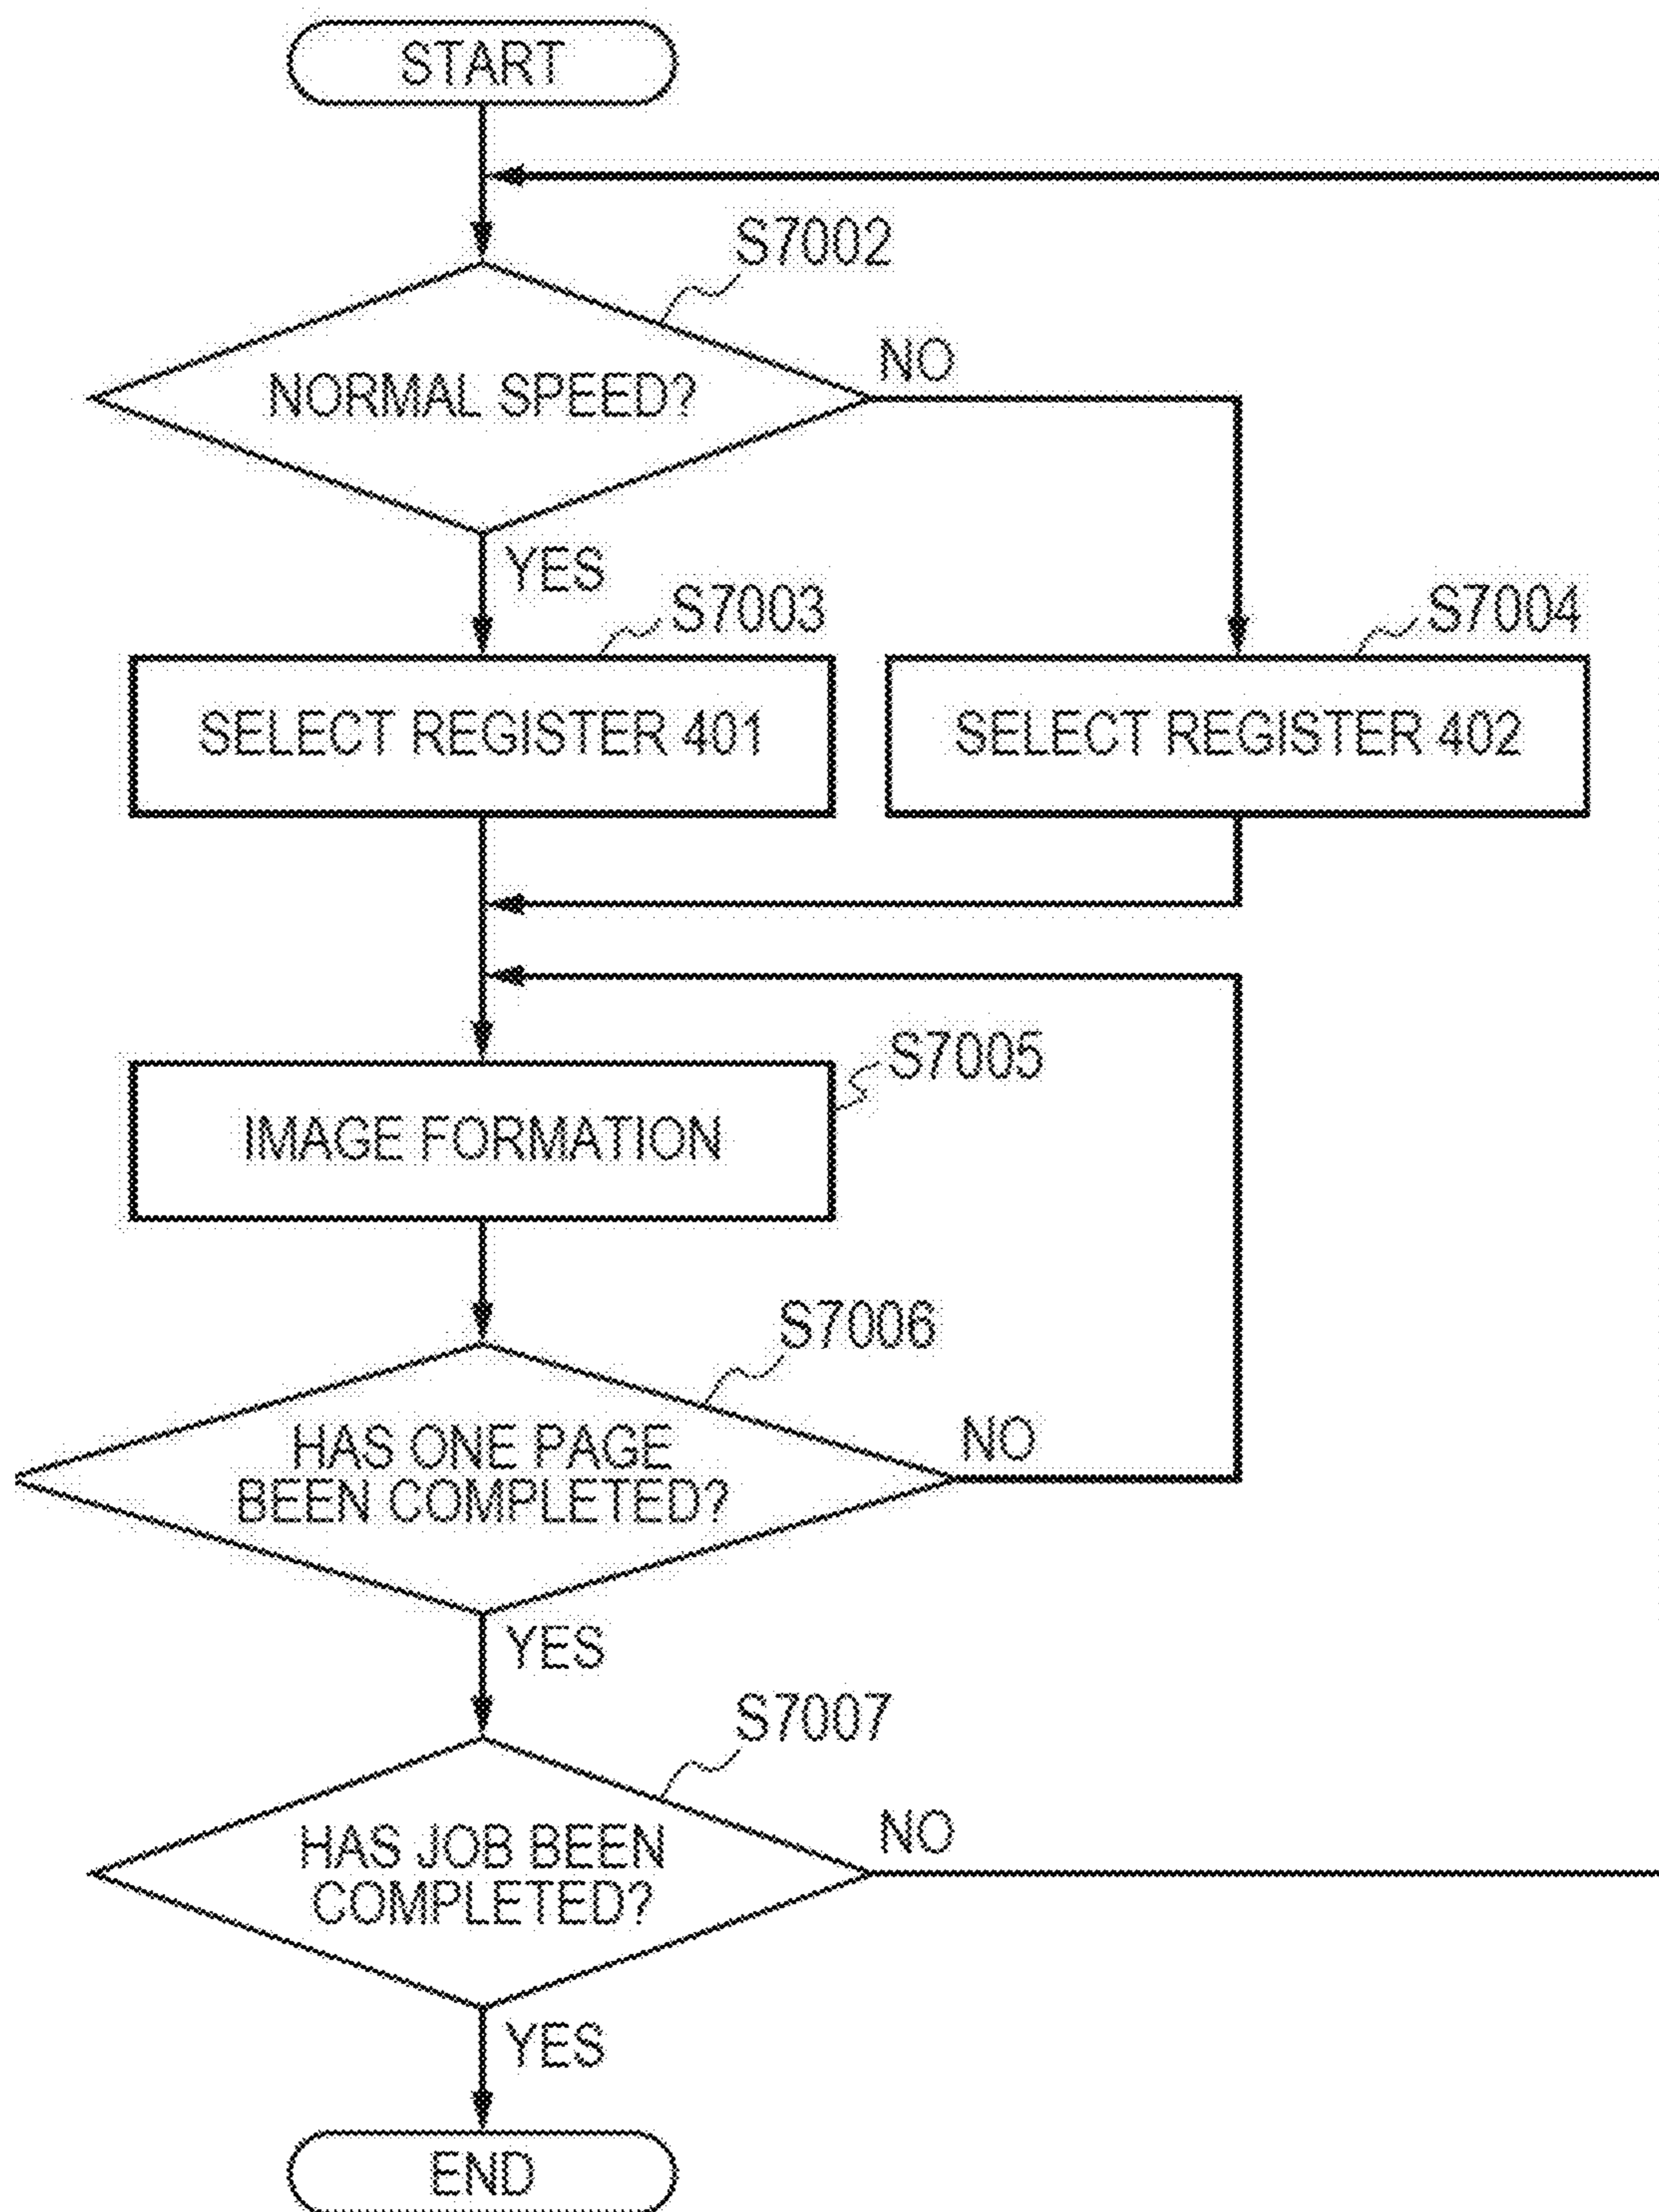 START
S7002
NORMAL SPEED?
NO
YES
S7003
S7004
SELECT REGISTER 401
SELECT REGISTER 402
S7005
IMAGE FORMATION
S7006
HAS ONE PAGE
BEEN COMPLETED?
NO
YES
S7007
HAS JOB BEEN
COMPLETED?
NO
YES
END